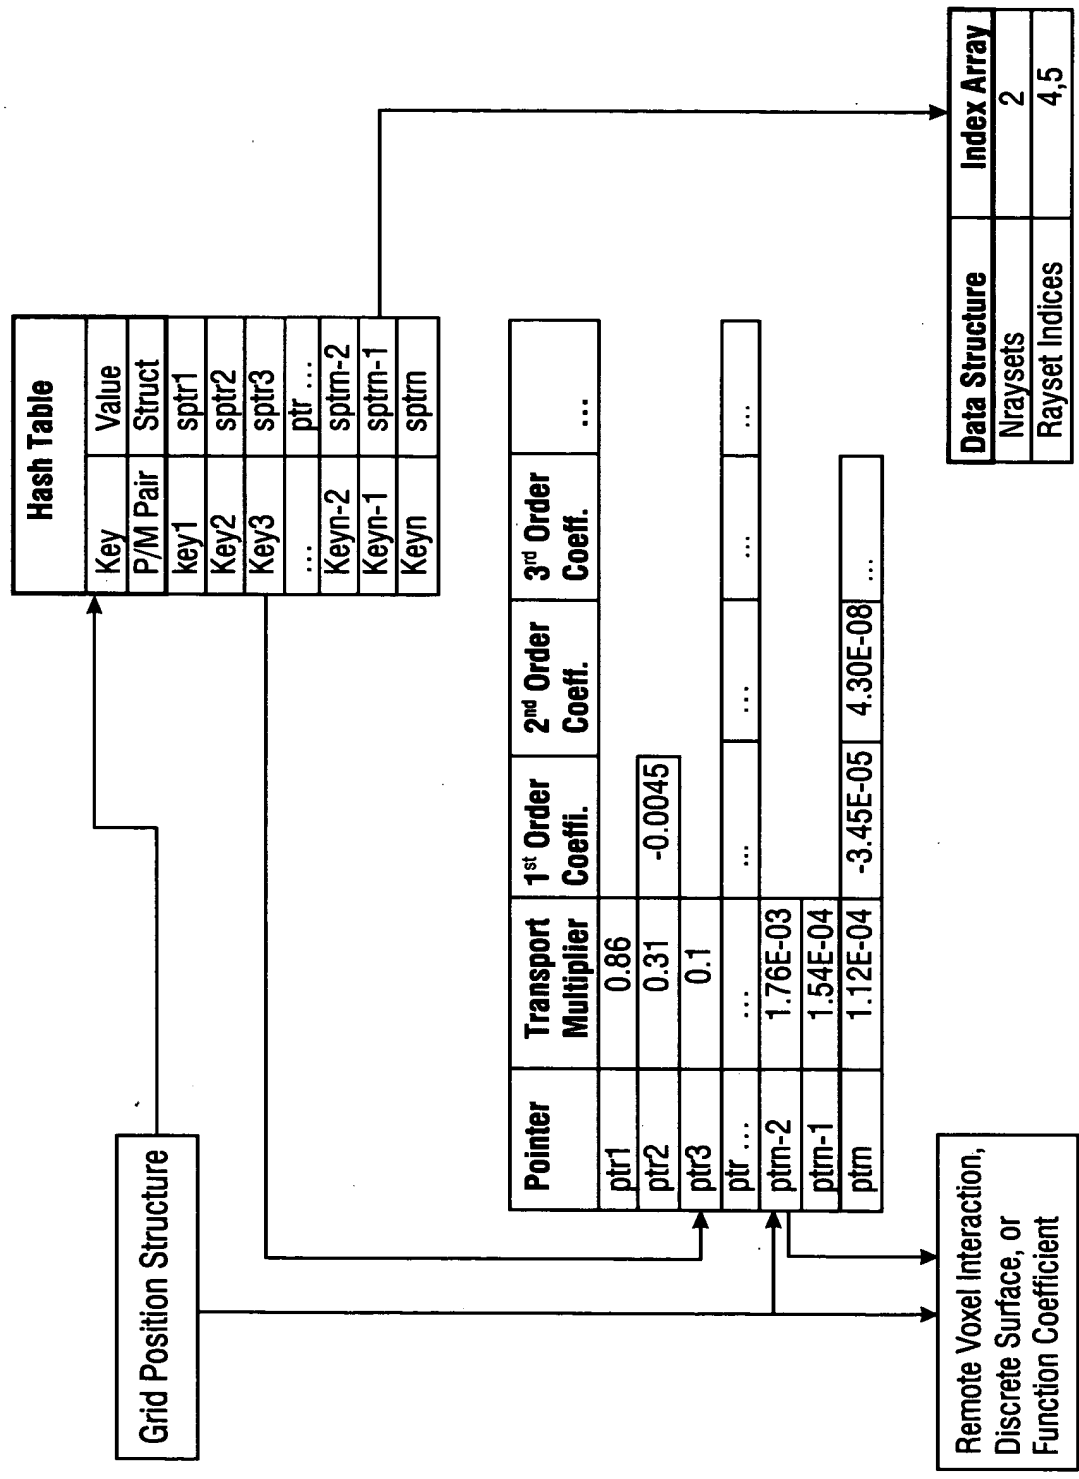 Grid Position Structure
Hash Table
Key Value
P/M Pair Struct
key1 sptr1
Key2 sptr2
Key3 sptr3
... ptr ...
Keyn-2 sptrn-2
Keyn-1 sptrn-1
Keyn sptrn
Pointer Transport Multiplier 1st Order Coeffi. 2nd Order Coeff. 3rd Order Coeff. ...
ptr1 0.86
ptr2 0.31 -0.0045
ptr3 0.1
ptr ... ... ... ... ... ...
ptrn-2 1.76E-03
ptrn-1 1.54E-04
ptrn 1.12E-04 -3.45E-05 4.30E-08 ...
Remote Voxel Interaction,
Discrete Surface, or
Function Coefficient
Data Structure Index Array
Nraysets 2
Rayset Indices 4,5